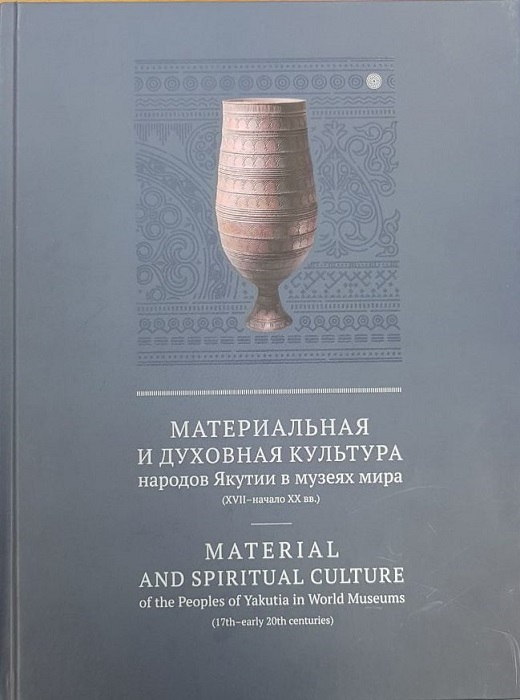 МАТЕРИАЛЬНАЯ
И ДУХОВНАЯ КУЛЬТУРА
народов Якутии в музеях мира
(XVII–начало XX вв.)
MATERIAL
AND SPIRITUAL CULTURE
of the Peoples of Yakutia in World Museums
(17th–early 20th centuries)